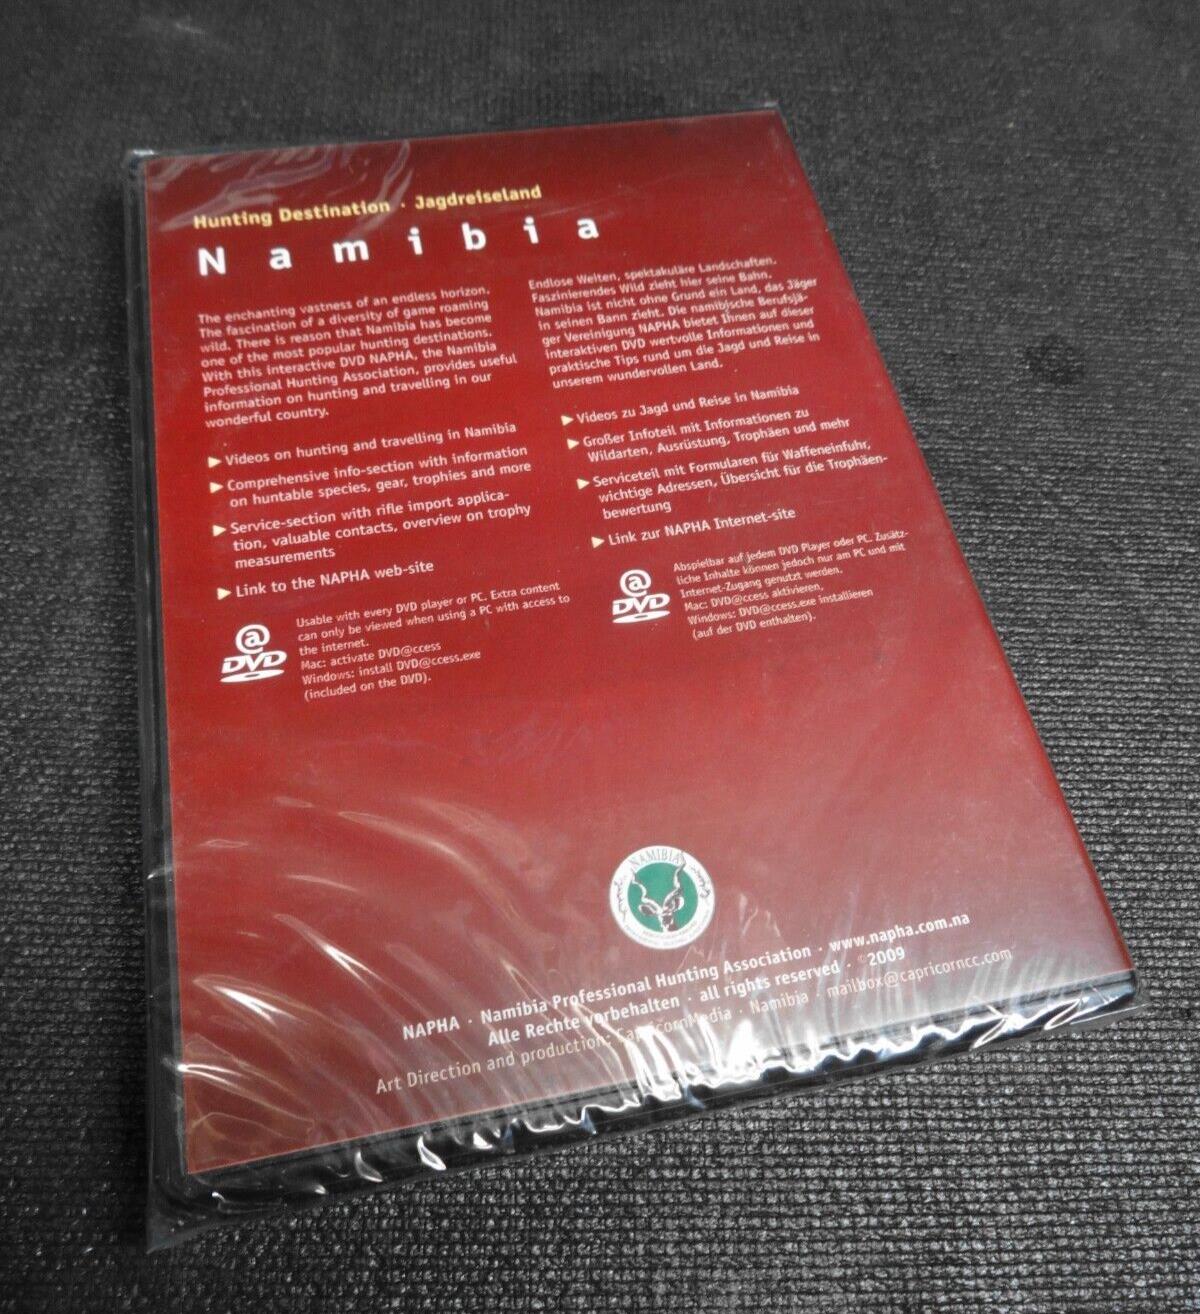 Hunting Destination · Jagdreiseland
Namibia
The enchanting vastness of an endless horizon.
The fascination of a diversity of game roaming
wild. There is reason that Namibia has become
one of the most popular hunting destinations.
With this interactive DVD NAPHA, the Namibia
Professional Hunting Association, provides useful
information on hunting and travelling in our
wonderful country.
Videos on hunting and travelling in Namibia
Comprehensive info-section with information
on huntable species, gear, trophies and more
Service-section with rifle import applica-
tion, valuable contacts, overview on trophy
measurements
Link to the NAPHA web-site
@
DVD
Usable with every DVD player or PC. Extra content
can only be viewed when using a PC with access to
the internet.
Mac: activate DVD@ccess
Windows: install DVD@ccess.exe
(included on the DVD).
Endlose Weiten, spektakuläre Landschaften.
Faszinierendes Wild zieht hier seine Bahn.
Namibia ist nicht ohne Grund ein Land, das Jäger
in seinen Bann zieht. Die namibische Berufsjä-
ger Vereinigung NAPHA bietet Ihnen auf dieser
interaktiven DVD wertvolle Informationen und
praktische Tips rund um die Jagd und Reise in
unserem wundervollen Land.
Videos zu Jagd und Reise in Namibia
Großer Infoteil mit Informationen zu
Wildarten, Ausrüstung, Trophäen und mehr
Serviceteil mit Formularen für Waffeneinfuhr,
wichtige Adressen, Übersicht für die Trophäen-
bewertung
Link zur NAPHA Internet-site
@
DVD
Abspielbar auf jedem DVD Player oder PC. Zusätz-
liche Inhalte können jedoch nur am PC und mit
Internet-Zugang genutzt werden.
Mac: DVD@ccess aktivieren,
Windows: DVD@ccess.exe installieren
(auf der DVD enthalten).
NAMIBIA
NAPHA · Namibia Professional Hunting Association · www.napha.com.na
Alle Rechte vorbehalten · all rights reserved · ©2009
Art Direction and production: CapricornMedia · Namibia · mailbox@capricorncc.com